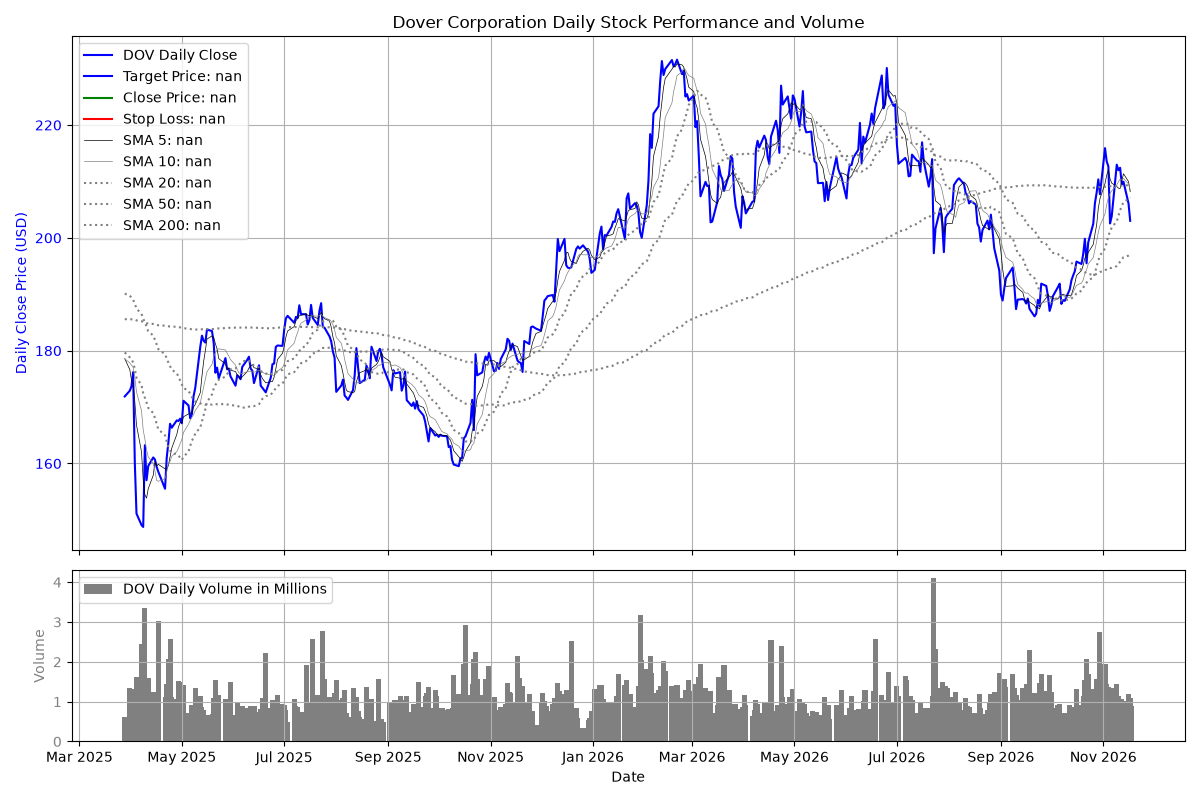 Dover Corporation Daily Stock Performance and Volume
DOV Daily Close
Target Price: nan
Close Price: nan
Stop Loss: nan
SMA 5: nan
SMA 10: nan
SMA 20: nan
SMA 50: nan
SMA 200: nan
Daily Close Price (USD)
220
200
180
160
DOV Daily Volume in Millions
Volume
4
3
2
1
0
Mar 2025 May 2025 Jul 2025 Sep 2025 Nov 2025 Jan 2026 Mar 2026 May 2026 Jul 2026 Sep 2026 Nov 2026
Date